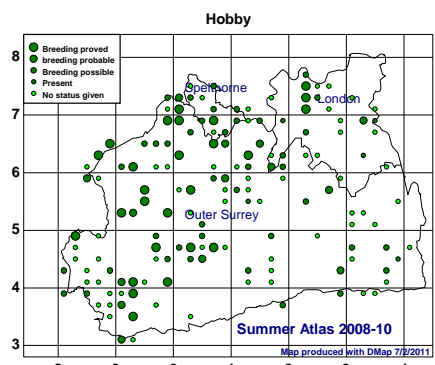 Hobby
8
Breeding proved
breeding probable
Breeding possible
Present
No status given
Spelthorne
London
7
6
Outer Surrey
5
4
Summer Atlas 2008-10
3
Map produced with DMap 7/2/2011